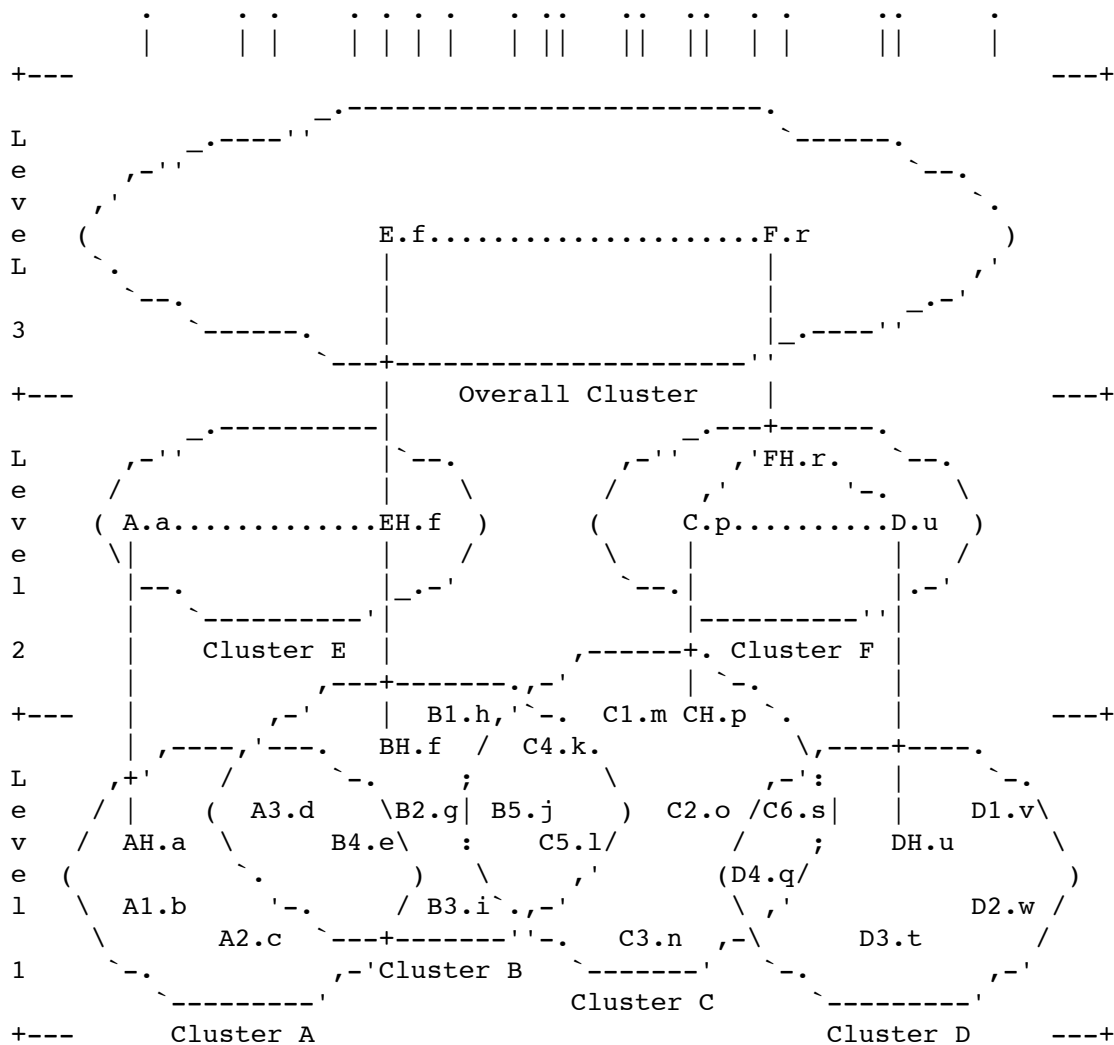 L
e
v
e E.f....................F.r
L
3
Overall Cluster
L FH.r.
e
v A.a.............EH.f C.p..........D.u
e
l
2 Cluster E Cluster F
B1.h C1.m CH.p
BH.f C4.k.
L
e A3.d B2.g B5.j C2.o C6.s D1.v
v AH.a B4.e C5.l DH.u
e D4.q
l A1.b B3.i D2.w
A2.c C3.n D3.t
1 Cluster B
Cluster C
Cluster A Cluster D